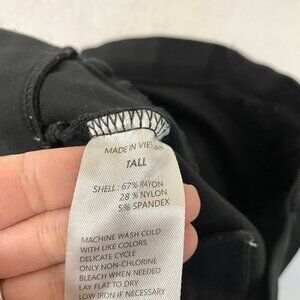 MADE IN VIETNAM
TALL
SHELL: 67% RAYON
28% NYLON
5% SPANDEX
MACHINE WASH COLD
WITH LIKE COLORS
DELICATE CYCLE
ONLY NON-CHLORINE
BLEACH WHEN NEEDED
LAY FLAT TO DRY
LOW IRON IF NECESSARY